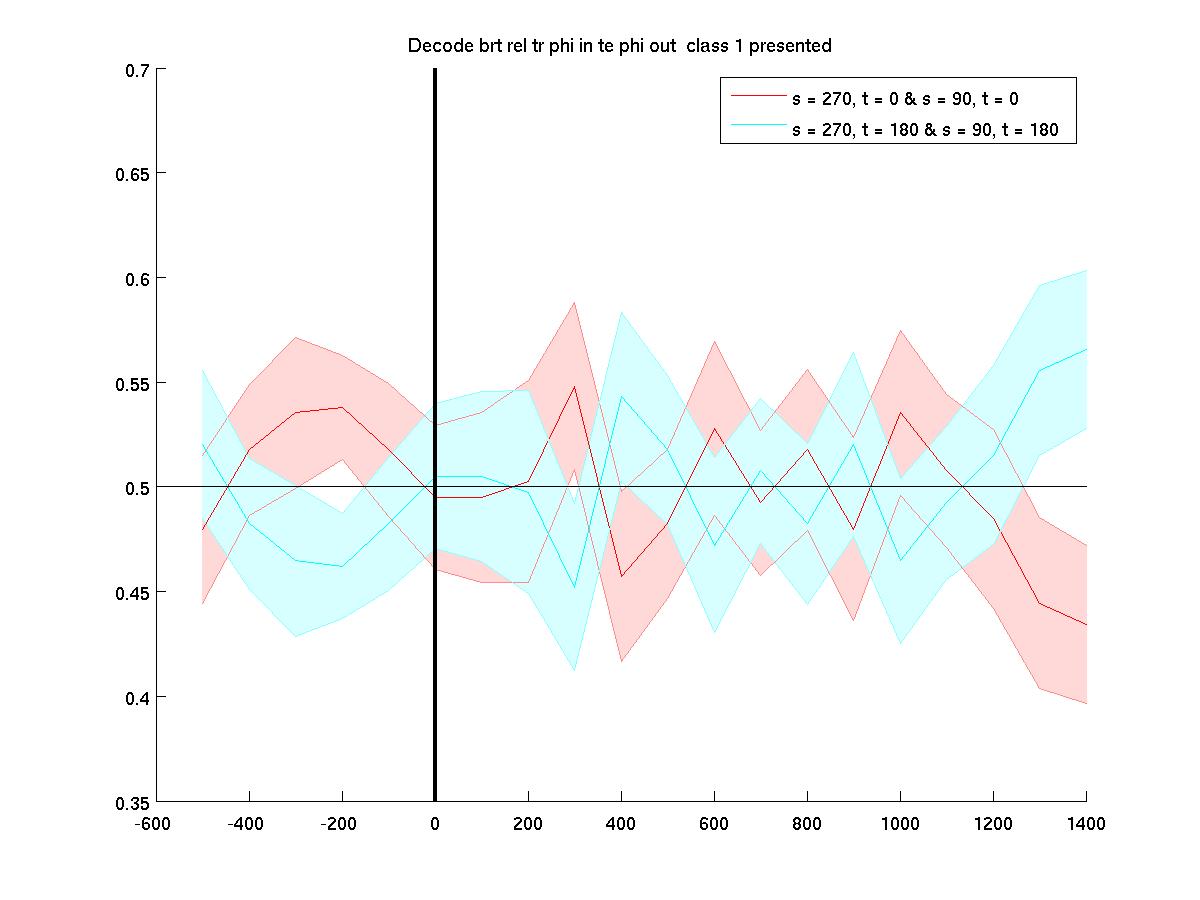 Decode brt rel tr phi in te phi out  class 1 presented
s = 270, t = 0 & s = 90, t = 0
s = 270, t = 180 & s = 90, t = 180
0.7
0.65
0.6
0.55
0.5
0.45
0.4
0.35
-600 -400 -200 0 200 400 600 800 1000 1200 1400